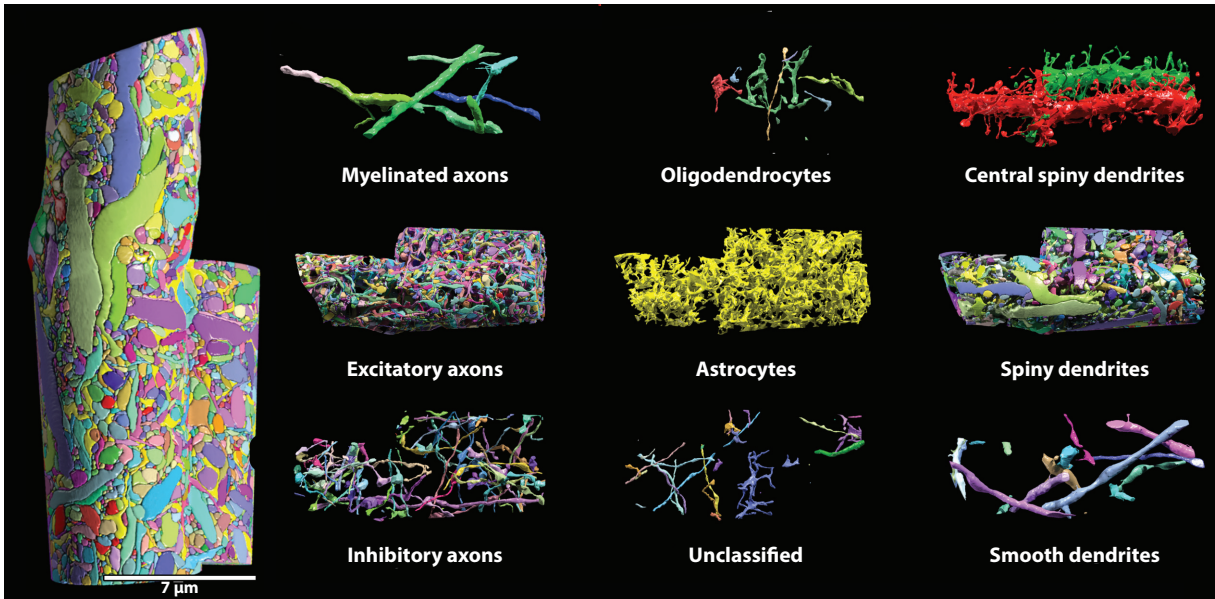 Myelinated axons
Oligodendrocytes
Central spiny dendrites
Excitatory axons
Astrocytes
Spiny dendrites
Inhibitory axons
Unclassified
Smooth dendrites
7 μm